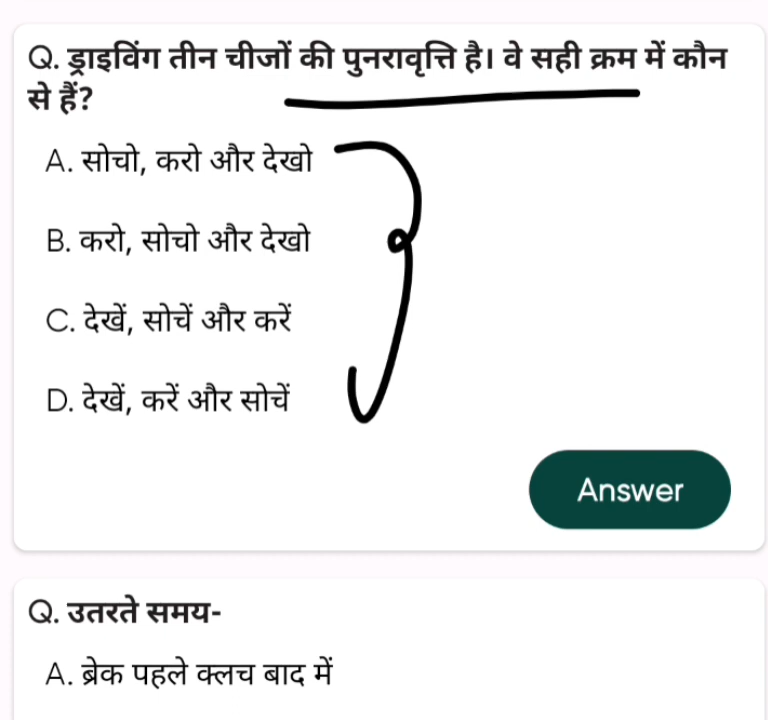 Q. ड्राइविंग तीन चीजों की पुनरावृत्ति है। वे सही क्रम में कौन
से हैं?
A. सोचो, करो और देखो
B. करो, सोचो और देखो
C. देखें, सोचें और करें
D. देखें, करें और सोचें
Answer
Q. उतरते समय-
A. ब्रेक पहले क्लच बाद में